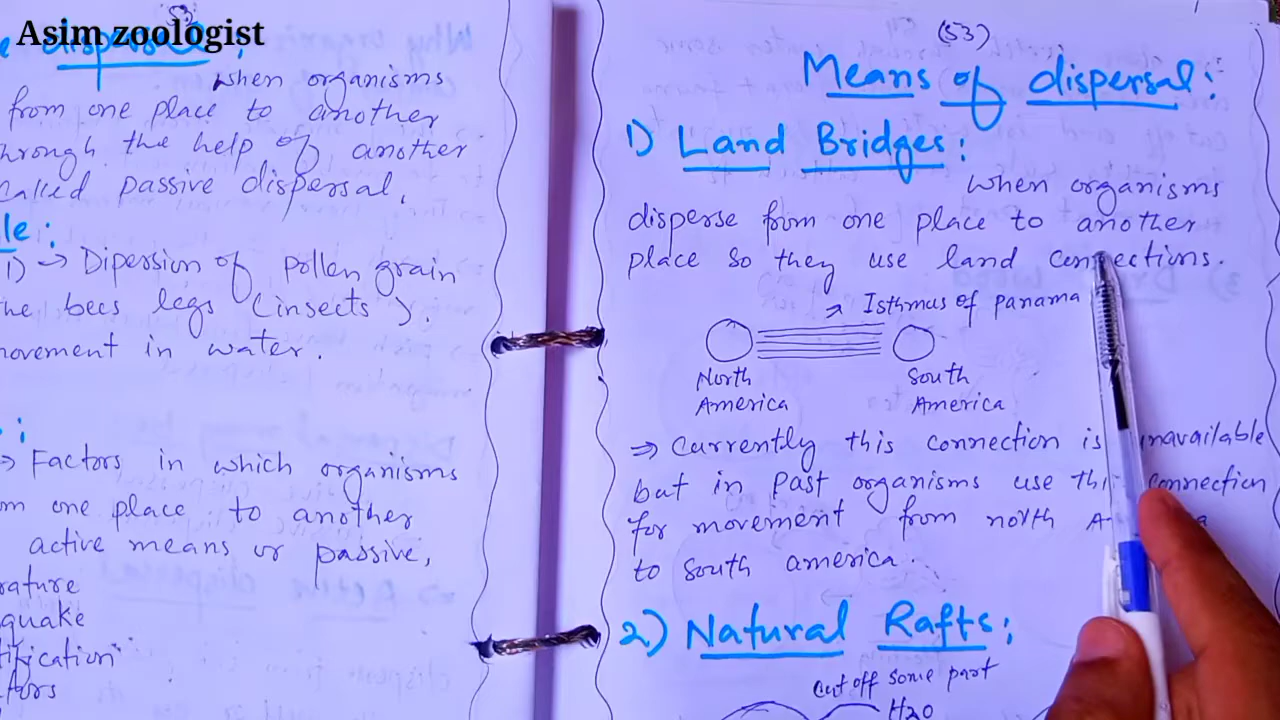 Asim zoologist
53
dispersal:
when organisms
from one place to another
through the help of another
called passive dispersal.
le:
1) → Dipersion of pollen grain
the bees legs (insects).
movement in water.
:
→ Factors in which organisms
om one place to another
active means or passive,
rature
quake
tification
tors
(53)
Means of dispersal:
1) Land Bridges:
when organisms
disperse from one place to another
place so they use land connections.
→ Isthmus of panama
North America
South America
⇒ Currently this connection is unavailable
but in past organisms use this connection
for movement from north America
to south america.
2) Natural Rafts:
cut off some part
H2O